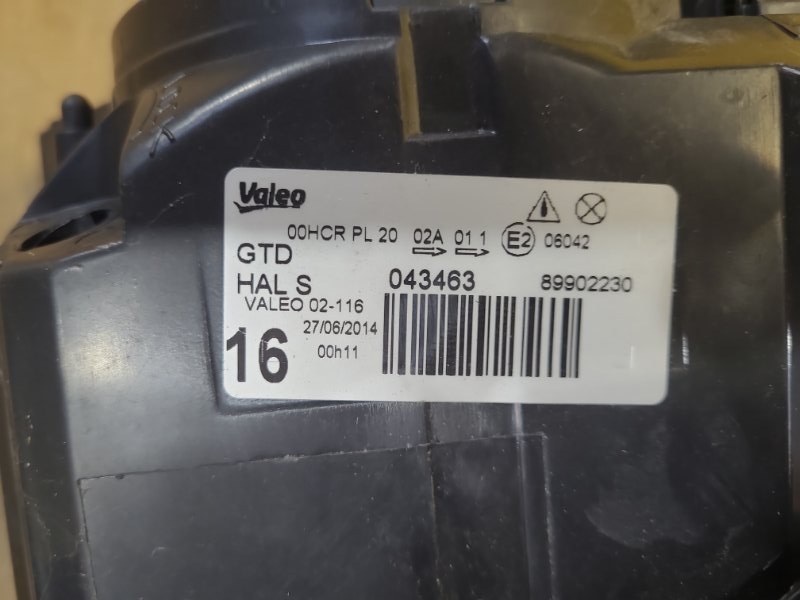 Valeo
00HCR PL 20 02A 01 1 E2 06042
GTD
HAL S 043463 89902230
VALEO 02-116
27/06/2014
16 00h11